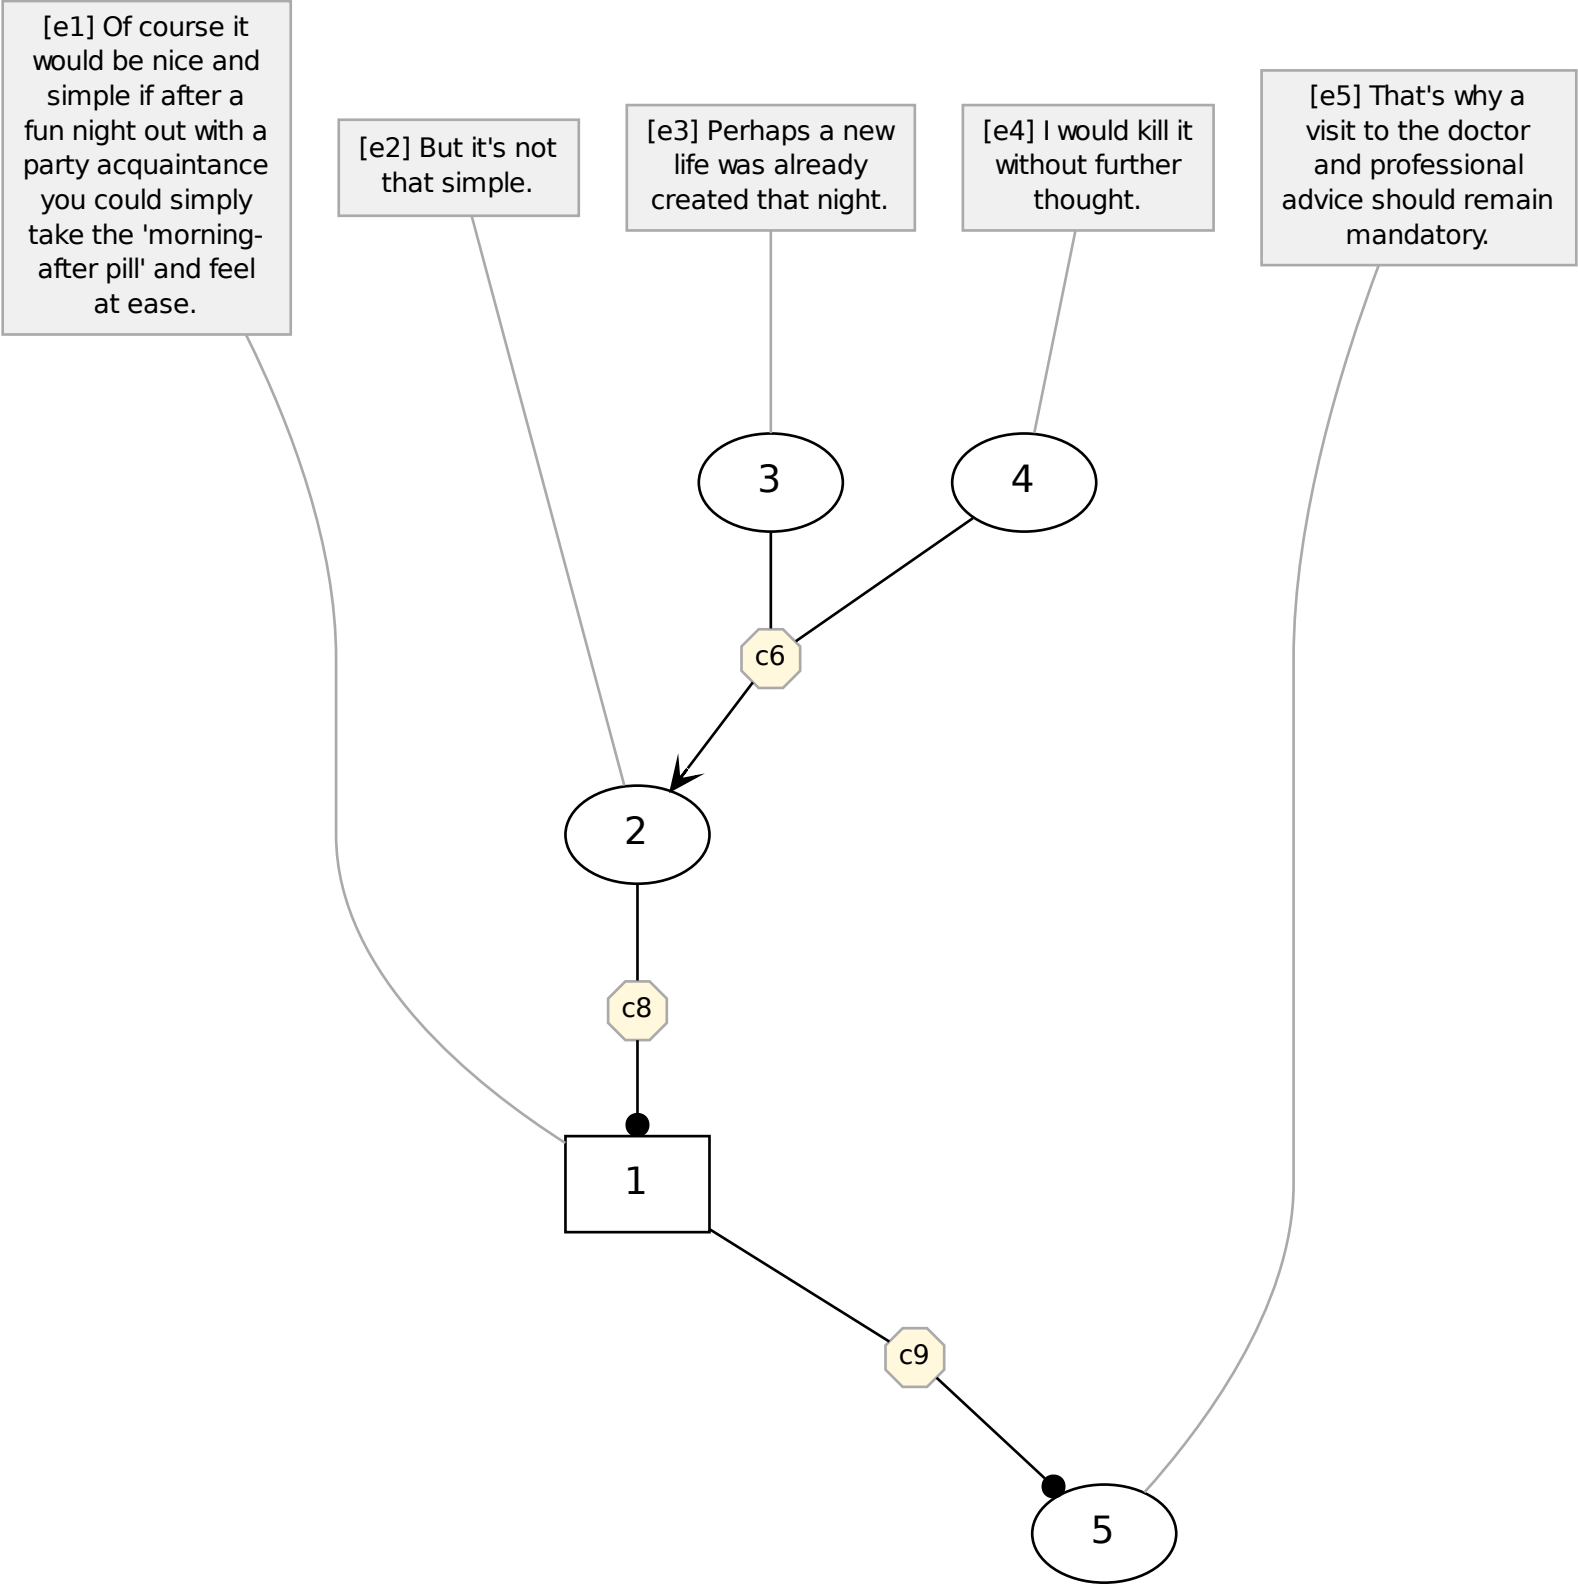 [e1] Of course it
would be nice and
simple if after a
fun night out with a
party acquaintance
you could simply
take the 'morning-
after pill' and feel
at ease.
[e2] But it's not
that simple.
[e3] Perhaps a new
life was already
created that night.
[e4] I would kill it
without further
thought.
[e5] That's why a
visit to the doctor
and professional
advice should remain
mandatory.
3
4
c6
2
c8
1
c9
5